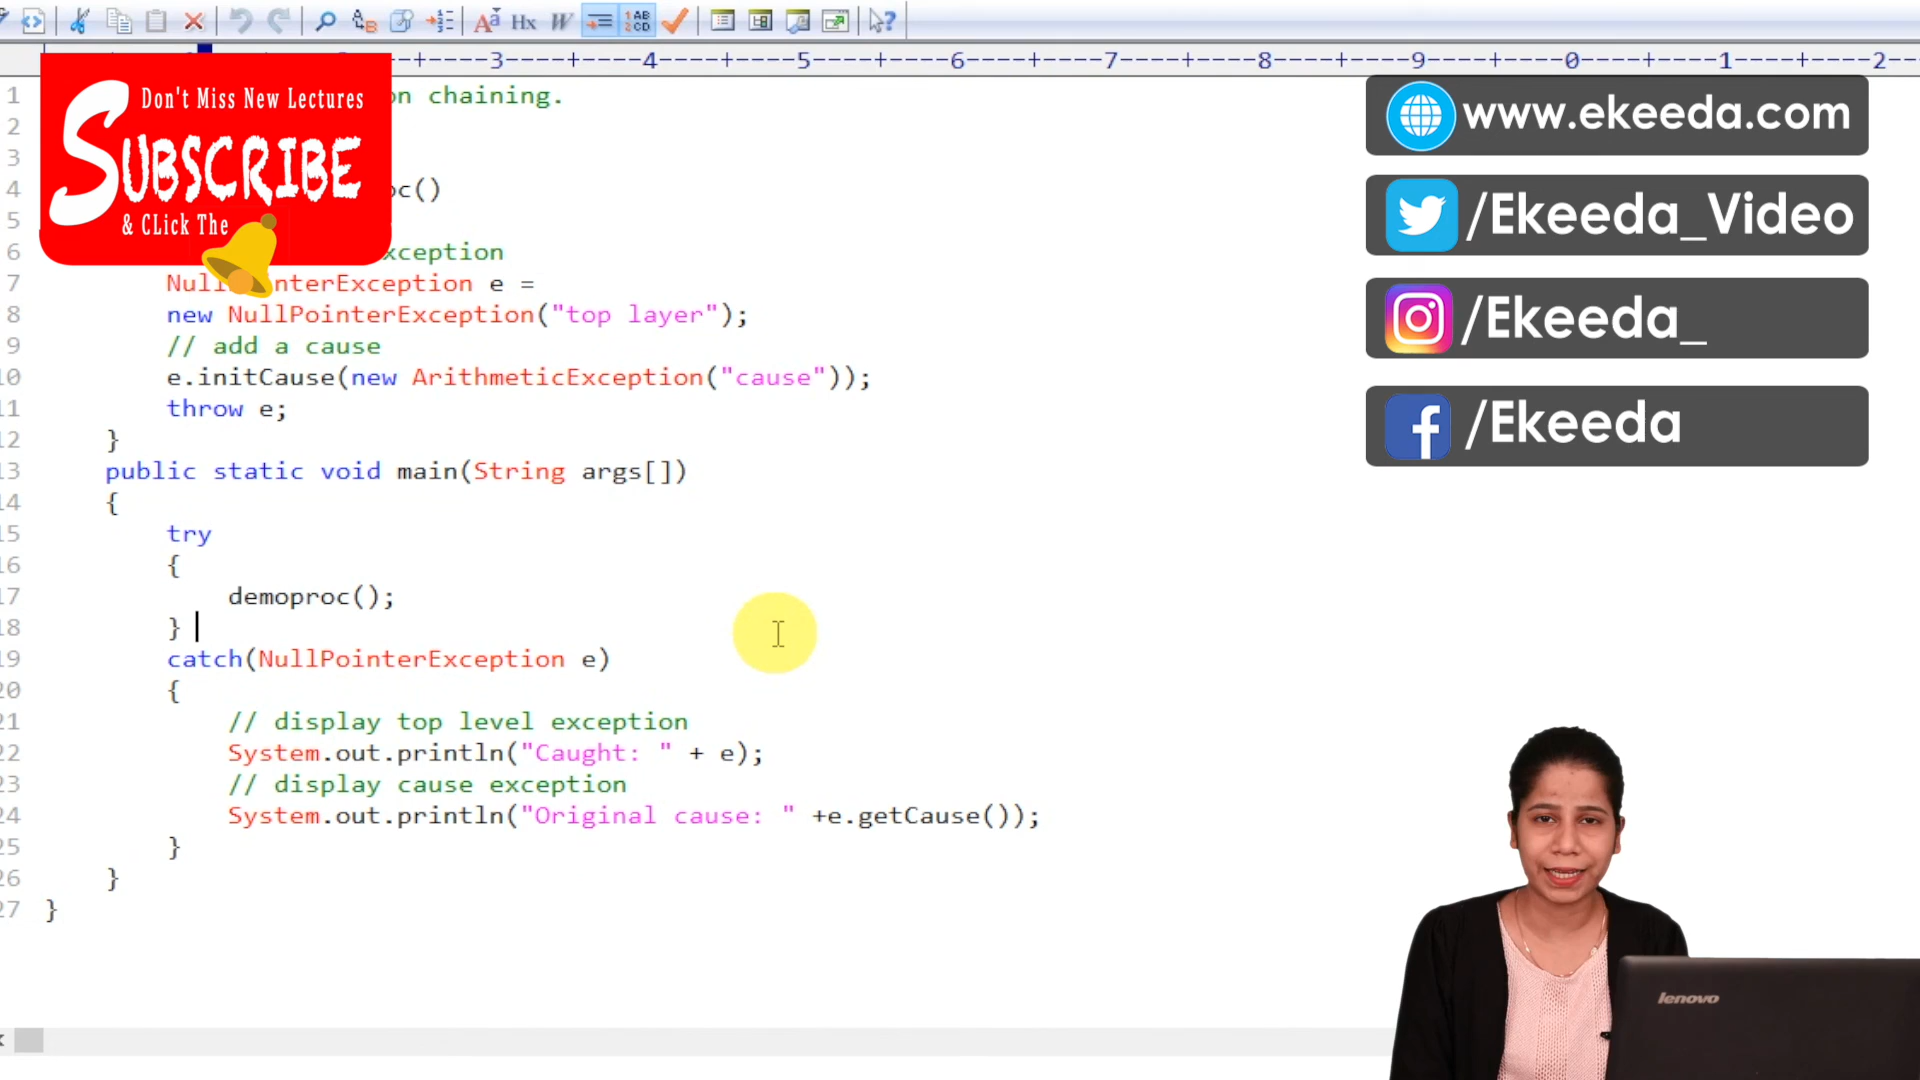 ----+----3----+----4----+----5----+----6----+----7----+----8----+----9----+----0----+----1----+----2--
Don't Miss New Lectures
SUBSCRIBE
& CLick The
1 on chaining.
2
3
4 oc()
5
6 xception
7 NullPointerException e =
8 new NullPointerException("top layer");
9 // add a cause
10 e.initCause(new ArithmeticException("cause"));
11 throw e;
12 }
13 public static void main(String args[])
14 {
15 try
16 {
17 demoproc();
18 }
19 catch(NullPointerException e)
20 {
21 // display top level exception
22 System.out.println("Caught: " + e);
23 // display cause exception
24 System.out.println("Original cause: " +e.getCause());
25 }
26 }
27 }
www.ekeeda.com
/Ekeeda_Video
/Ekeeda_
/Ekeeda
lenovo